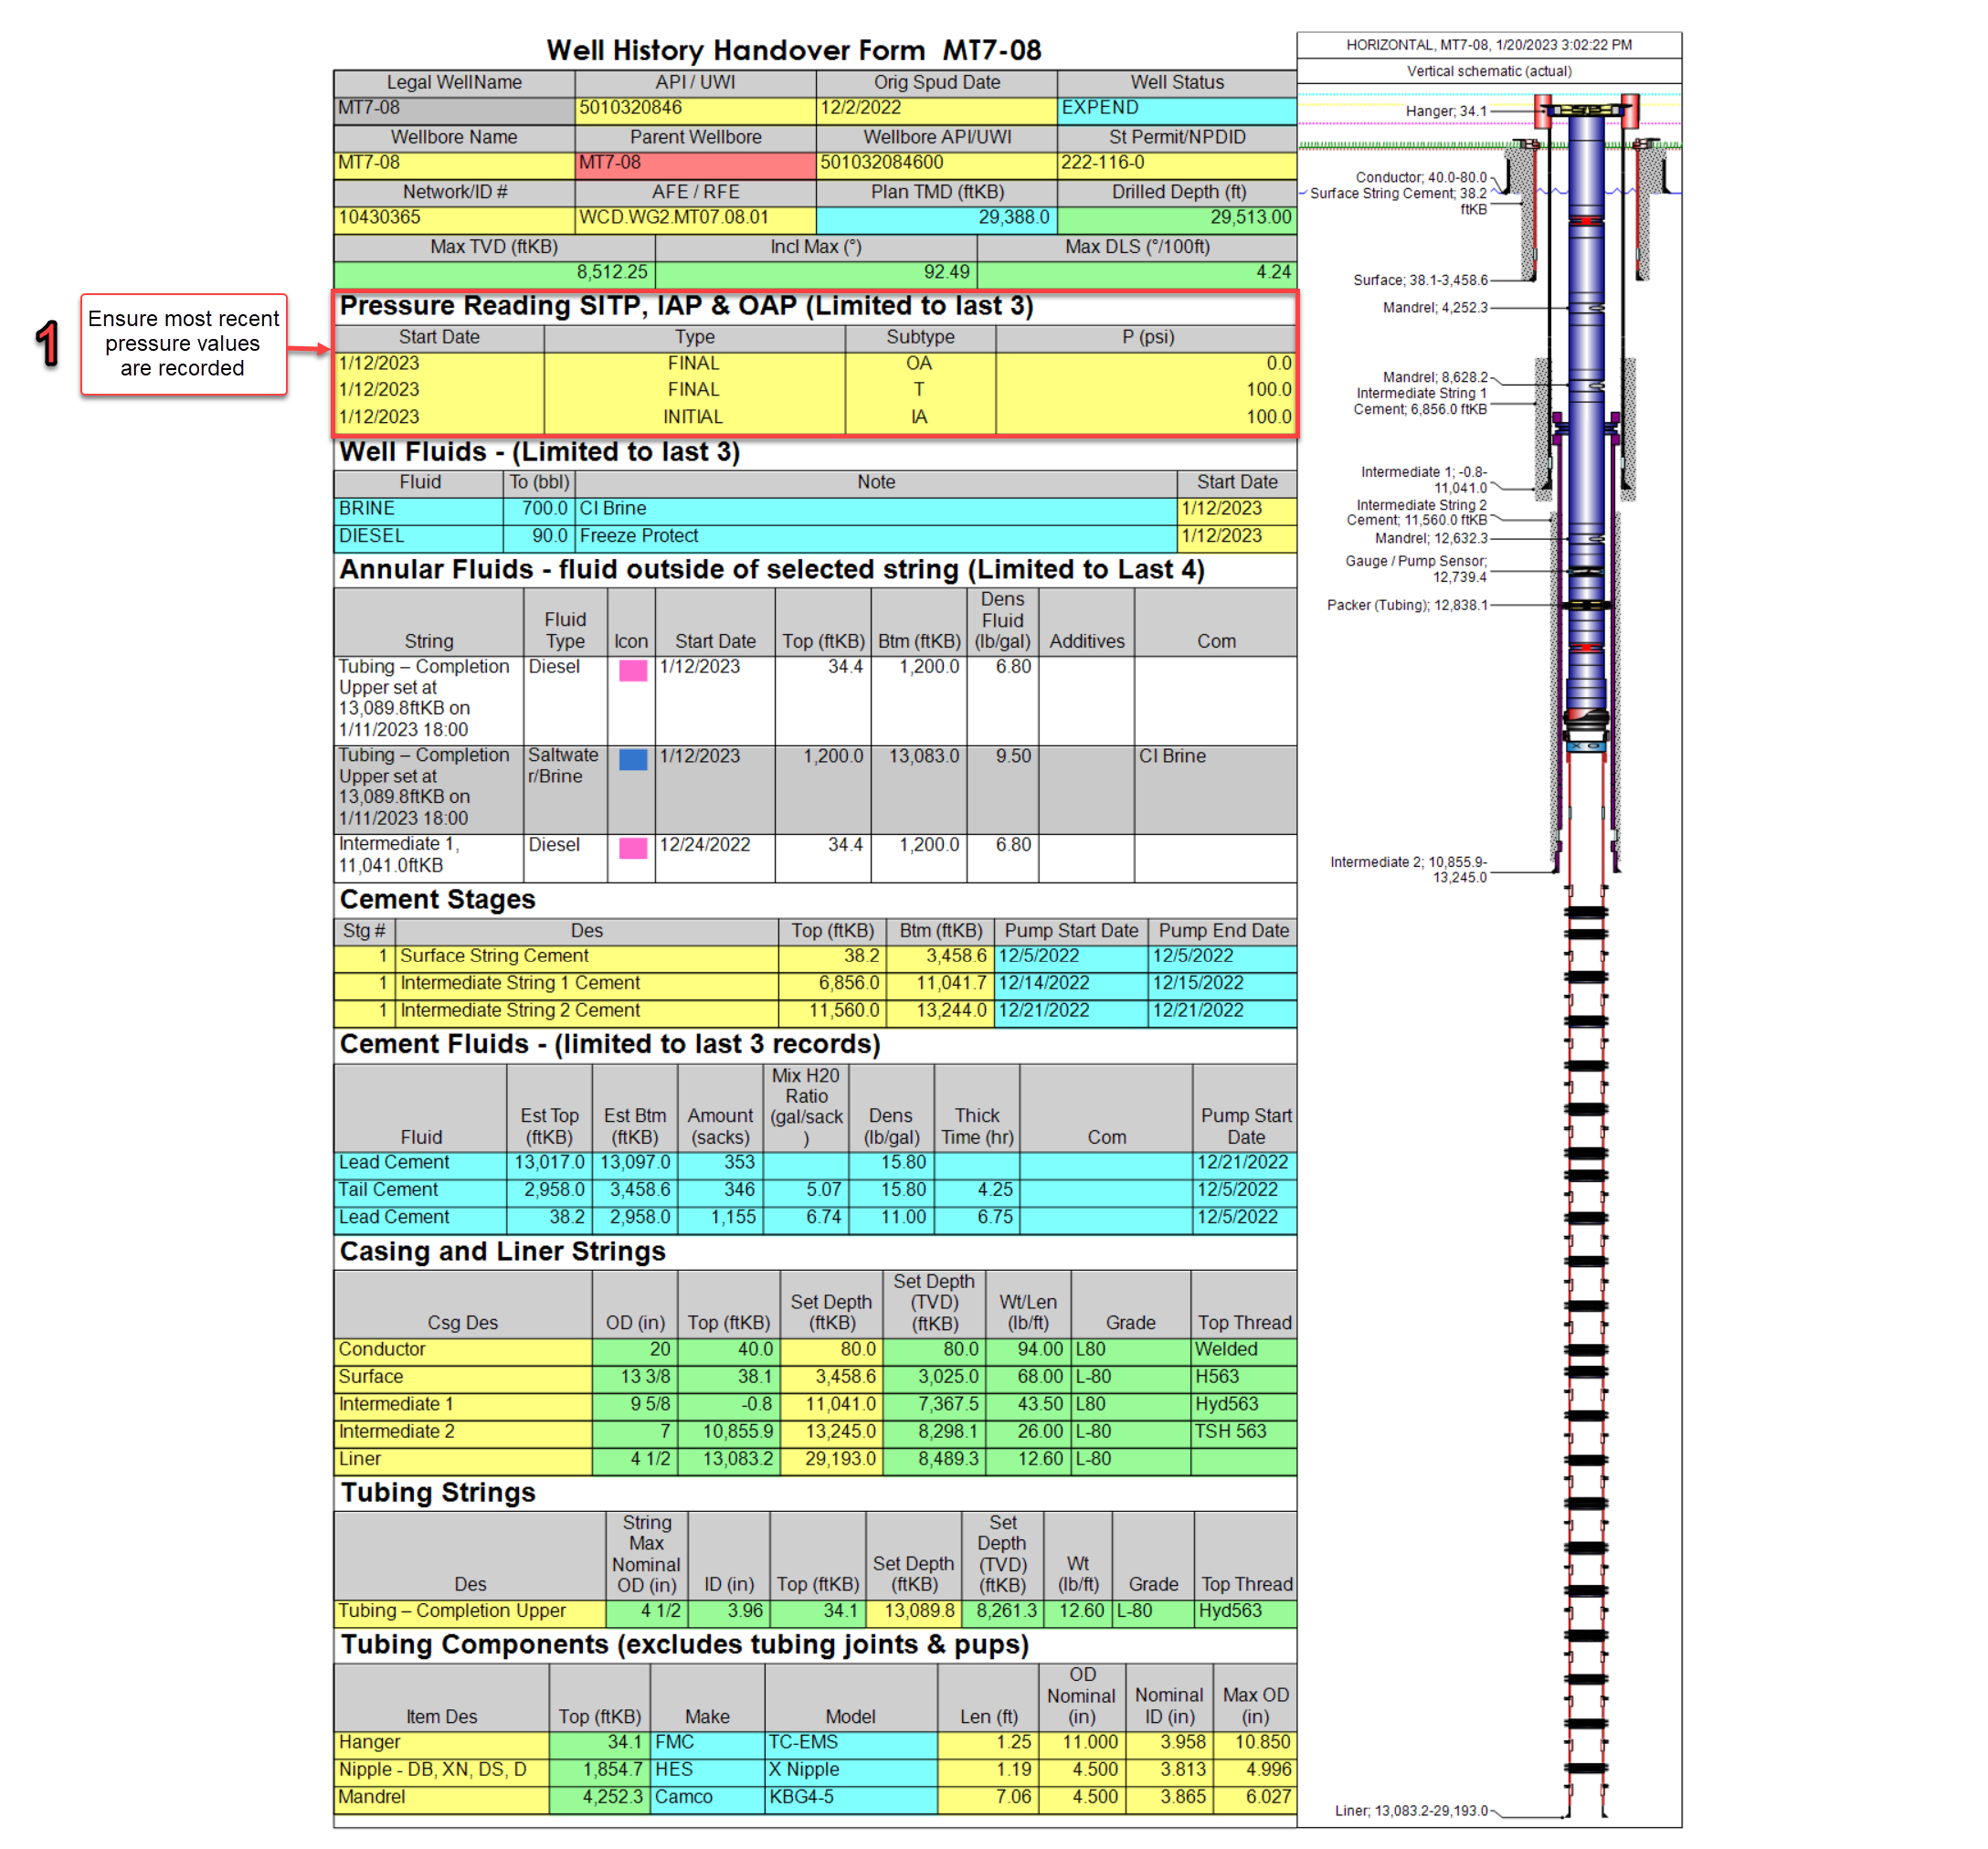 Well History Handover Form MT7-08
Legal WellName API / UWI Orig Spud Date Well Status
MT7-08 5010320846 12/2/2022 EXPEND
Wellbore Name Parent Wellbore Wellbore API/UWI St Permit/NPDID
MT7-08 MT7-08 501032084600 222-116-0
Network/ID # AFE / RFE Plan TMD (ftKB) Drilled Depth (ft)
10430365 WCD.WG2.MT07.08.01 29,388.0 29,513.00
Max TVD (ftKB) Incl Max (°) Max DLS (°/100ft)
8,512.25 92.49 4.24
1
Ensure most recent
pressure values
are recorded
Pressure Reading SITP, IAP & OAP (Limited to last 3)
Start Date Type Subtype P (psi)
1/12/2023 FINAL OA 0.0
1/12/2023 FINAL T 100.0
1/12/2023 INITIAL IA 100.0
Well Fluids - (Limited to last 3)
Fluid To (bbl) Note Start Date
BRINE 700.0 CI Brine 1/12/2023
DIESEL 90.0 Freeze Protect 1/12/2023
Annular Fluids - fluid outside of selected string (Limited to Last 4)
String Fluid Type Icon Start Date Top (ftKB) Btm (ftKB) Dens Fluid (lb/gal) Additives Com
Tubing – Completion Diesel 1/12/2023 34.4 1,200.0 6.80
Upper set at
13,089.8ftKB on
1/11/2023 18:00
Tubing – Completion Saltwate 1/12/2023 1,200.0 13,083.0 9.50 CI Brine
Upper set at r/Brine
13,089.8ftKB on
1/11/2023 18:00
Intermediate 1, Diesel 12/24/2022 34.4 1,200.0 6.80
11,041.0ftKB
Cement Stages
Stg # Des Top (ftKB) Btm (ftKB) Pump Start Date Pump End Date
1 Surface String Cement 38.2 3,458.6 12/5/2022 12/5/2022
1 Intermediate String 1 Cement 6,856.0 11,041.7 12/14/2022 12/15/2022
1 Intermediate String 2 Cement 11,560.0 13,244.0 12/21/2022 12/21/2022
Cement Fluids - (limited to last 3 records)
Fluid Est Top (ftKB) Est Btm (ftKB) Amount (sacks) Mix H20 Ratio (gal/sack ) Dens (lb/gal) Thick Time (hr) Com Pump Start Date
Lead Cement 13,017.0 13,097.0 353 15.80 12/21/2022
Tail Cement 2,958.0 3,458.6 346 5.07 15.80 4.25 12/5/2022
Lead Cement 38.2 2,958.0 1,155 6.74 11.00 6.75 12/5/2022
Casing and Liner Strings
Csg Des OD (in) Top (ftKB) Set Depth (ftKB) Set Depth (TVD) (ftKB) Wt/Len (lb/ft) Grade Top Thread
Conductor 20 40.0 80.0 80.0 94.00 L80 Welded
Surface 13 3/8 38.1 3,458.6 3,025.0 68.00 L-80 H563
Intermediate 1 9 5/8 -0.8 11,041.0 7,367.5 43.50 L80 Hyd563
Intermediate 2 7 10,855.9 13,245.0 8,298.1 26.00 L-80 TSH 563
Liner 4 1/2 13,083.2 29,193.0 8,489.3 12.60 L-80
Tubing Strings
Des String Max Nominal OD (in) ID (in) Top (ftKB) Set Depth (ftKB) Set Depth (TVD) (ftKB) Wt (lb/ft) Grade Top Thread
Tubing – Completion Upper 4 1/2 3.96 34.1 13,089.8 8,261.3 12.60 L-80 Hyd563
Tubing Components (excludes tubing joints & pups)
Item Des Top (ftKB) Make Model Len (ft) OD Nominal (in) Nominal ID (in) Max OD (in)
Hanger 34.1 FMC TC-EMS 1.25 11.000 3.958 10.850
Nipple - DB, XN, DS, D 1,854.7 HES X Nipple 1.19 4.500 3.813 4.996
Mandrel 4,252.3 Camco KBG4-5 7.06 4.500 3.865 6.027
HORIZONTAL, MT7-08, 1/20/2023 3:02:22 PM
Vertical schematic (actual)
Hanger; 34.1
Conductor; 40.0-80.0
Surface String Cement; 38.2
ftKB
Surface; 38.1-3,458.6
Mandrel; 4,252.3
Mandrel; 8,628.2
Intermediate String 1
Cement; 6,856.0 ftKB
Intermediate 1; -0.8-
11,041.0
Intermediate String 2
Cement; 11,560.0 ftKB
Mandrel; 12,632.3
Gauge / Pump Sensor;
12,739.4
Packer (Tubing); 12,838.1
X O
Intermediate 2; 10,855.9-
13,245.0
Liner; 13,083.2-29,193.0